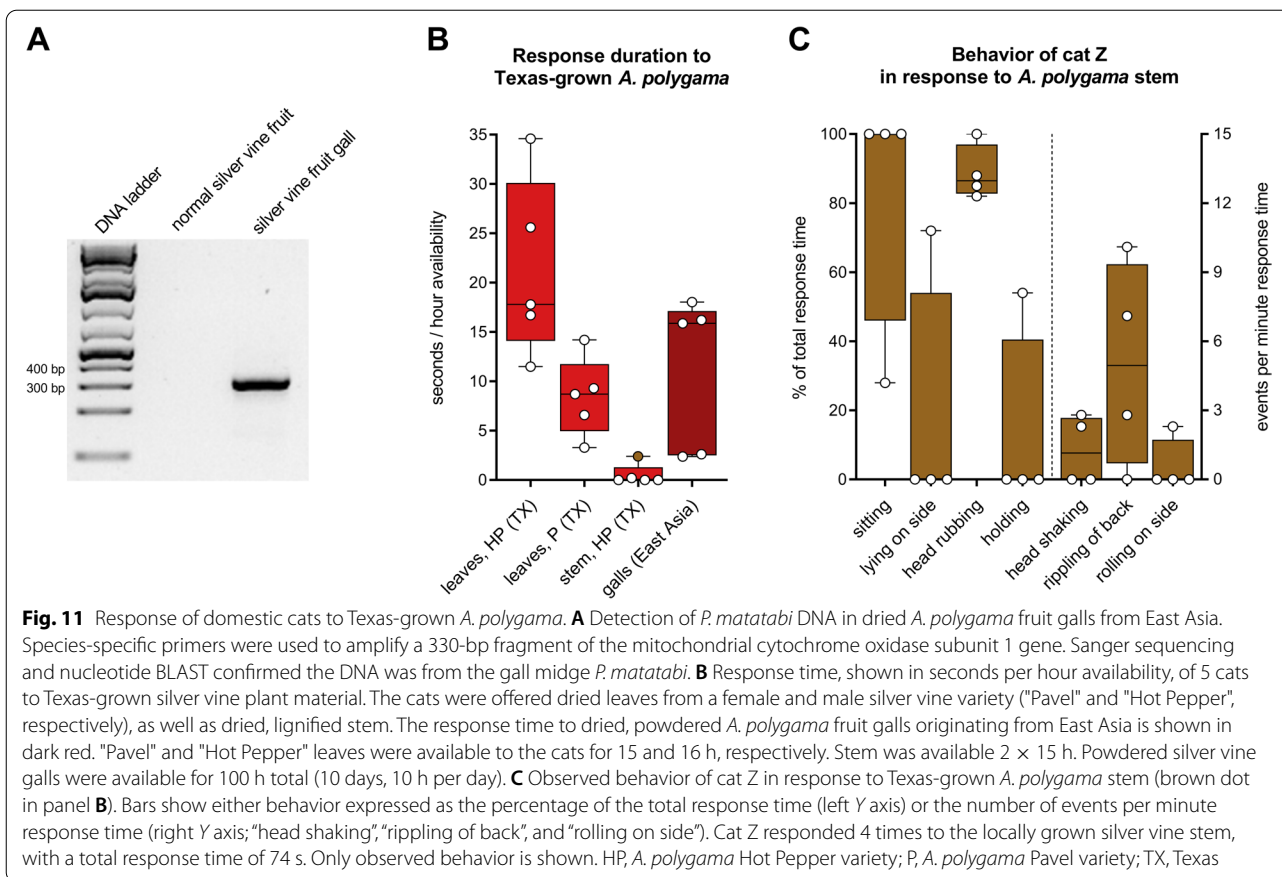 A
DNA ladder
normal silver vine fruit
silver vine fruit gall
400 bp
300 bp
B
Response duration to
Texas-grown A. polygama
35
30
25
20
15
10
5
0
seconds / hour availability
leaves, HP (TX)
leaves, P (TX)
stem, HP (TX)
galls (East Asia)
C
Behavior of cat Z
in response to A. polygama stem
100
80
60
40
20
0
% of total response time
15
12
9
6
3
0
events per minute response time
sitting
lying on side
head rubbing
holding
head shaking
rippling of back
rolling on side
Fig. 11 Response of domestic cats to Texas-grown A. polygama. A Detection of P. matatabi DNA in dried A. polygama fruit galls from East Asia.
Species-specific primers were used to amplify a 330-bp fragment of the mitochondrial cytochrome oxidase subunit 1 gene. Sanger sequencing
and nucleotide BLAST confirmed the DNA was from the gall midge P. matatabi. B Response time, shown in seconds per hour availability, of 5 cats
to Texas-grown silver vine plant material. The cats were offered dried leaves from a female and male silver vine variety ("Pavel" and "Hot Pepper",
respectively), as well as dried, lignified stem. The response time to dried, powdered A. polygama fruit galls originating from East Asia is shown in
dark red. "Pavel" and "Hot Pepper" leaves were available to the cats for 15 and 16 h, respectively. Stem was available 2 × 15 h. Powdered silver vine
galls were available for 100 h total (10 days, 10 h per day). C Observed behavior of cat Z in response to Texas-grown A. polygama stem (brown dot
in panel B). Bars show either behavior expressed as the percentage of the total response time (left Y axis) or the number of events per minute
response time (right Y axis; "head shaking", "rippling of back", and "rolling on side"). Cat Z responded 4 times to the locally grown silver vine stem,
with a total response time of 74 s. Only observed behavior is shown. HP, A. polygama Hot Pepper variety; P, A. polygama Pavel variety; TX, Texas